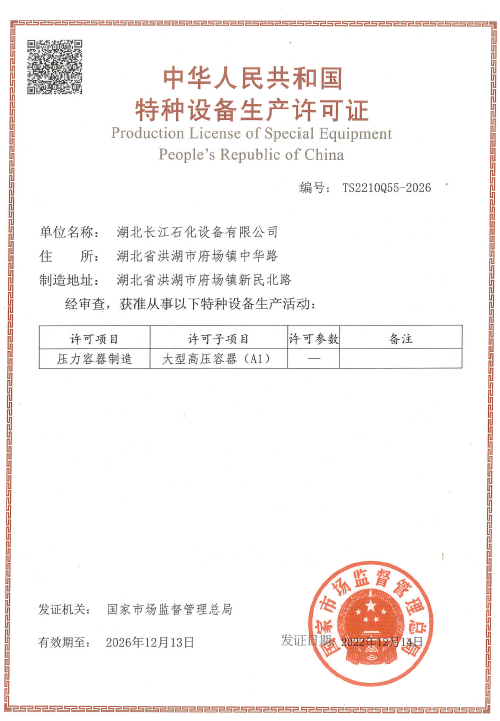 中华人民共和国
特种设备生产许可证
Production License of Special Equipment
People's Republic of China
编号： TS2210Q55-2026
单位名称： 湖北长江石化设备有限公司
住　　所： 湖北省洪湖市府场镇中华路
制造地址： 湖北省洪湖市府场镇新民北路
经审查，获准从事以下特种设备生产活动：
许可项目 许可子项目 许可参数 备注
压力容器制造 大型高压容器（A1） —
发证机关： 国家市场监督管理总局
有效期至： 2026年12月13日
发证日期：2022年12月14日
国家市场监督管理总局